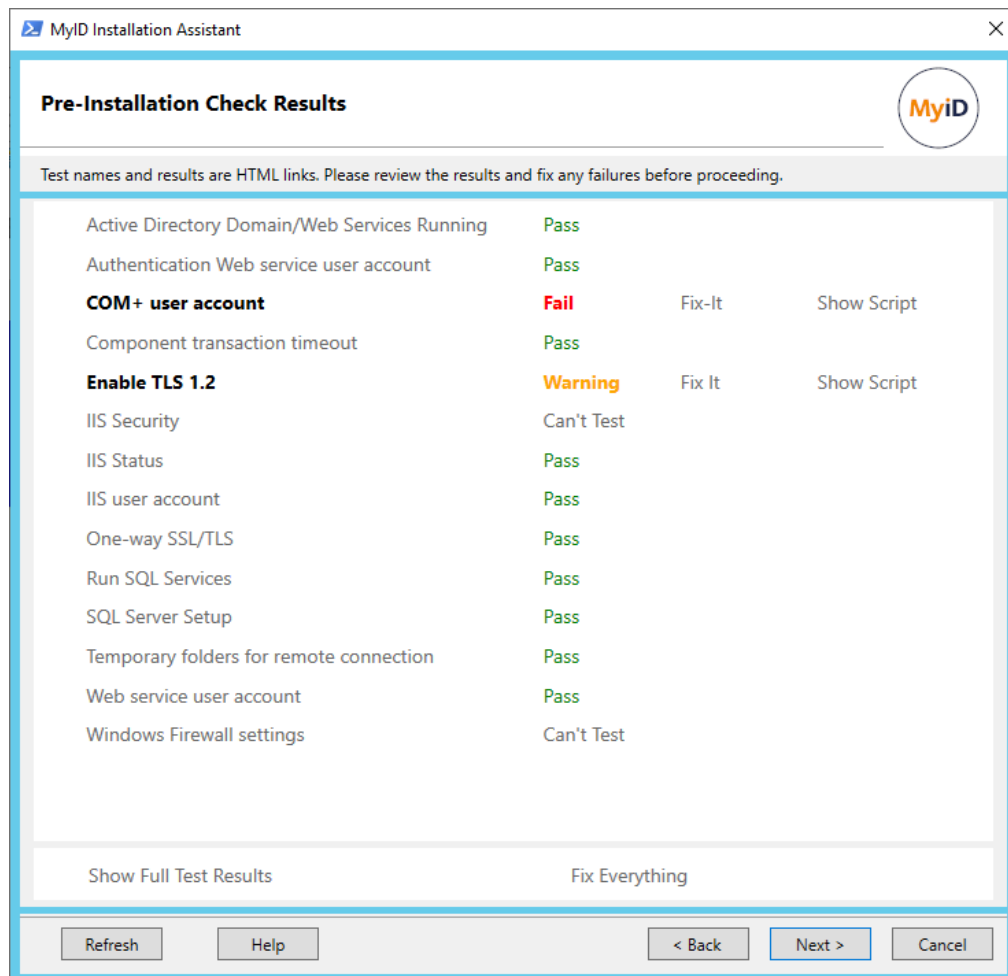 MyID Installation Assistant
Pre-Installation Check Results
MyiD
Test names and results are HTML links. Please review the results and fix any failures before proceeding.
Active Directory Domain/Web Services Running Pass
Authentication Web service user account Pass
COM+ user account Fail Fix-It Show Script
Component transaction timeout Pass
Enable TLS 1.2 Warning Fix It Show Script
IIS Security Can't Test
IIS Status Pass
IIS user account Pass
One-way SSL/TLS Pass
Run SQL Services Pass
SQL Server Setup Pass
Temporary folders for remote connection Pass
Web service user account Pass
Windows Firewall settings Can't Test
Show Full Test Results Fix Everything
Refresh Help < Back Next > Cancel